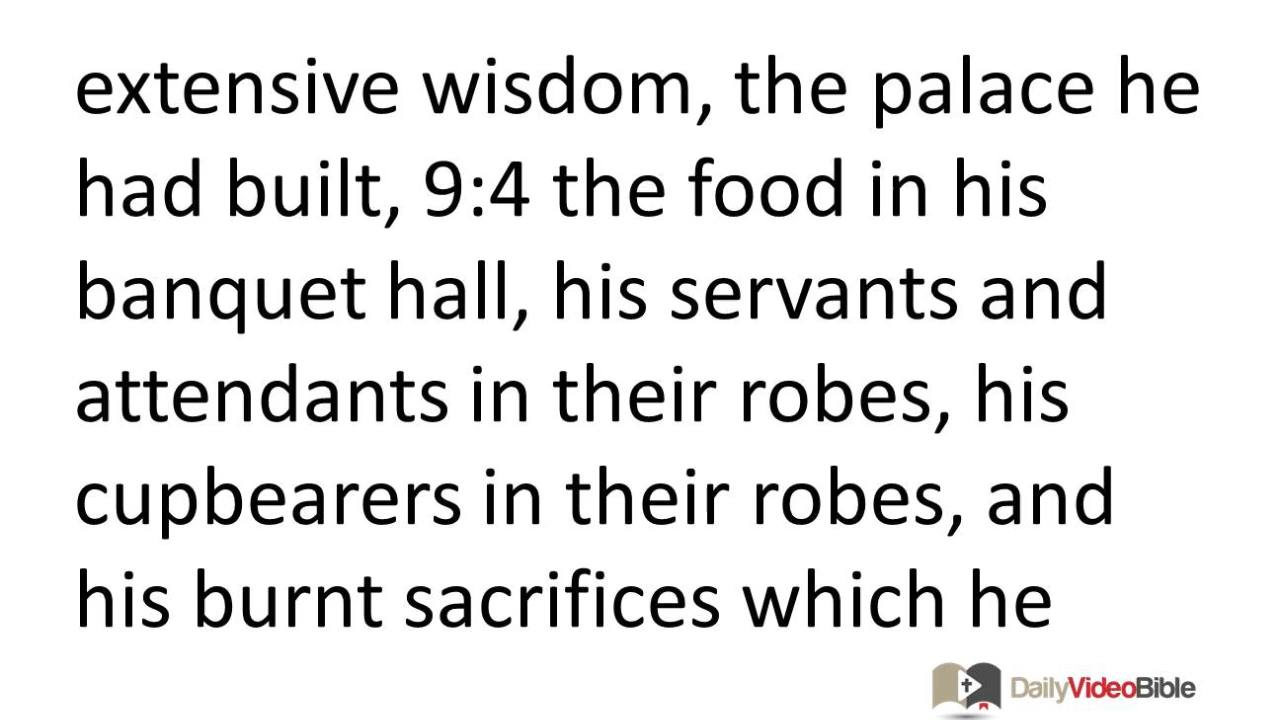 extensive wisdom, the palace he
had built, 9:4 the food in his
banquet hall, his servants and
attendants in their robes, his
cupbearers in their robes, and
his burnt sacrifices which he
DailyVideoBible